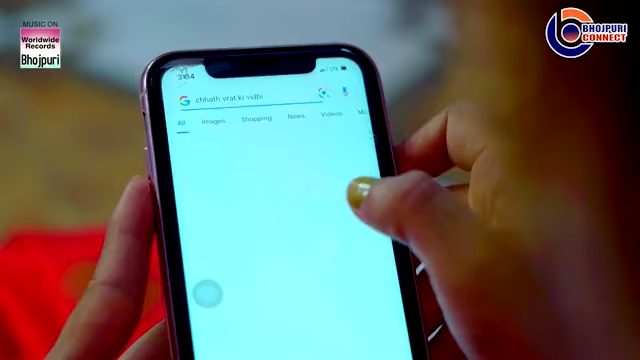 MUSIC ON
Worldwide
Records
Bhojpuri
BHOJPURI
CONNECT
chhath vrat ki vidhi
All
Images
Shopping
News
Videos
M...